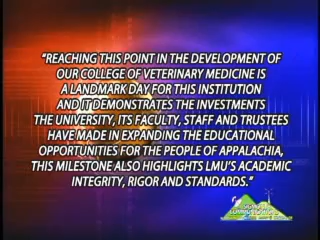 “REACHING THIS POINT IN THE DEVELOPMENT OF
OUR COLLEGE OF VETERINARY MEDICINE IS
A LANDMARK DAY FOR THIS INSTITUTION
AND IT DEMONSTRATES THE INVESTMENTS
THE UNIVERSITY, ITS FACULTY, STAFF AND TRUSTEES
HAVE MADE IN EXPANDING THE EDUCATIONAL
OPPORTUNITIES FOR THE PEOPLE OF APPALACHIA,
THIS MILESTONE ALSO HIGHLIGHTS LMU’S ACADEMIC
INTEGRITY, RIGOR AND STANDARDS.”